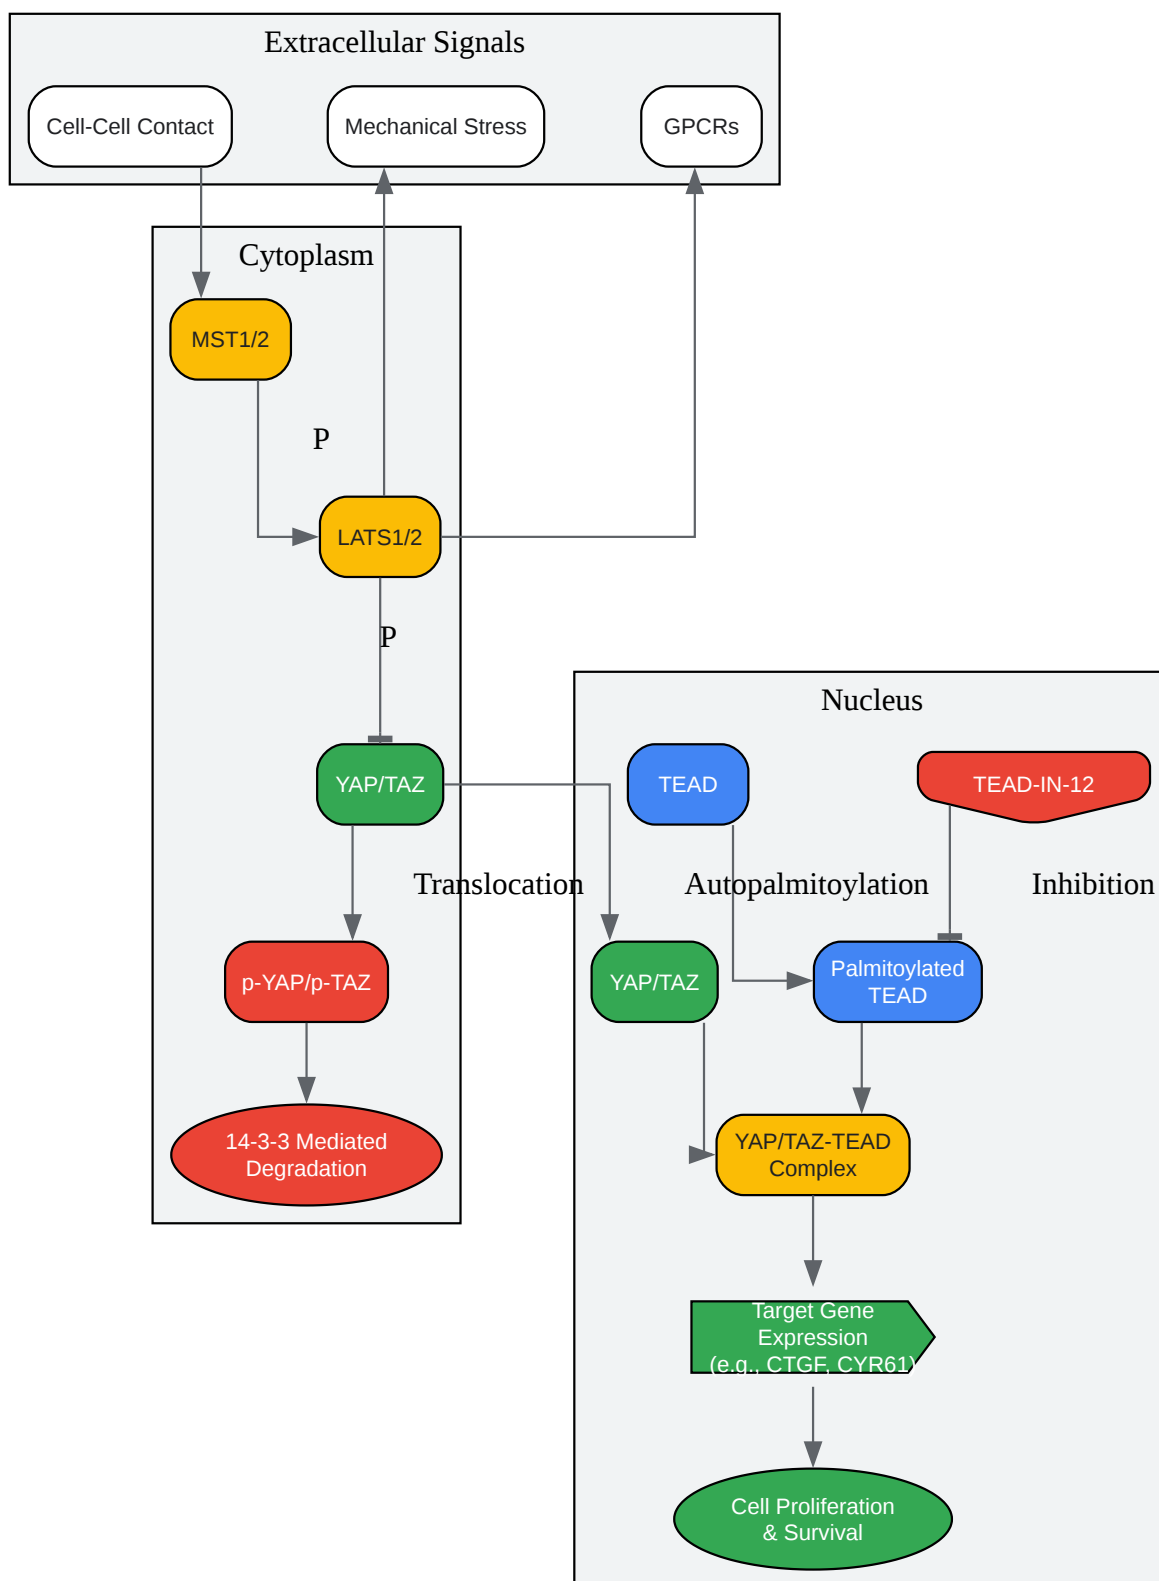 Extracellular Signals
Cell-Cell Contact
Mechanical Stress
GPCRs
Cytoplasm
MST1/2
P
LATS1/2
P
YAP/TAZ
Nucleus
TEAD
TEAD-IN-12
Translocation
Autopalmitoylation
Inhibition
p-YAP/p-TAZ
YAP/TAZ
Palmitoylated
TEAD
14-3-3 Mediated
Degradation
YAP/TAZ-TEAD
Complex
Target Gene
Expression
(e.g., CTGF, CYR61)
Cell Proliferation
& Survival